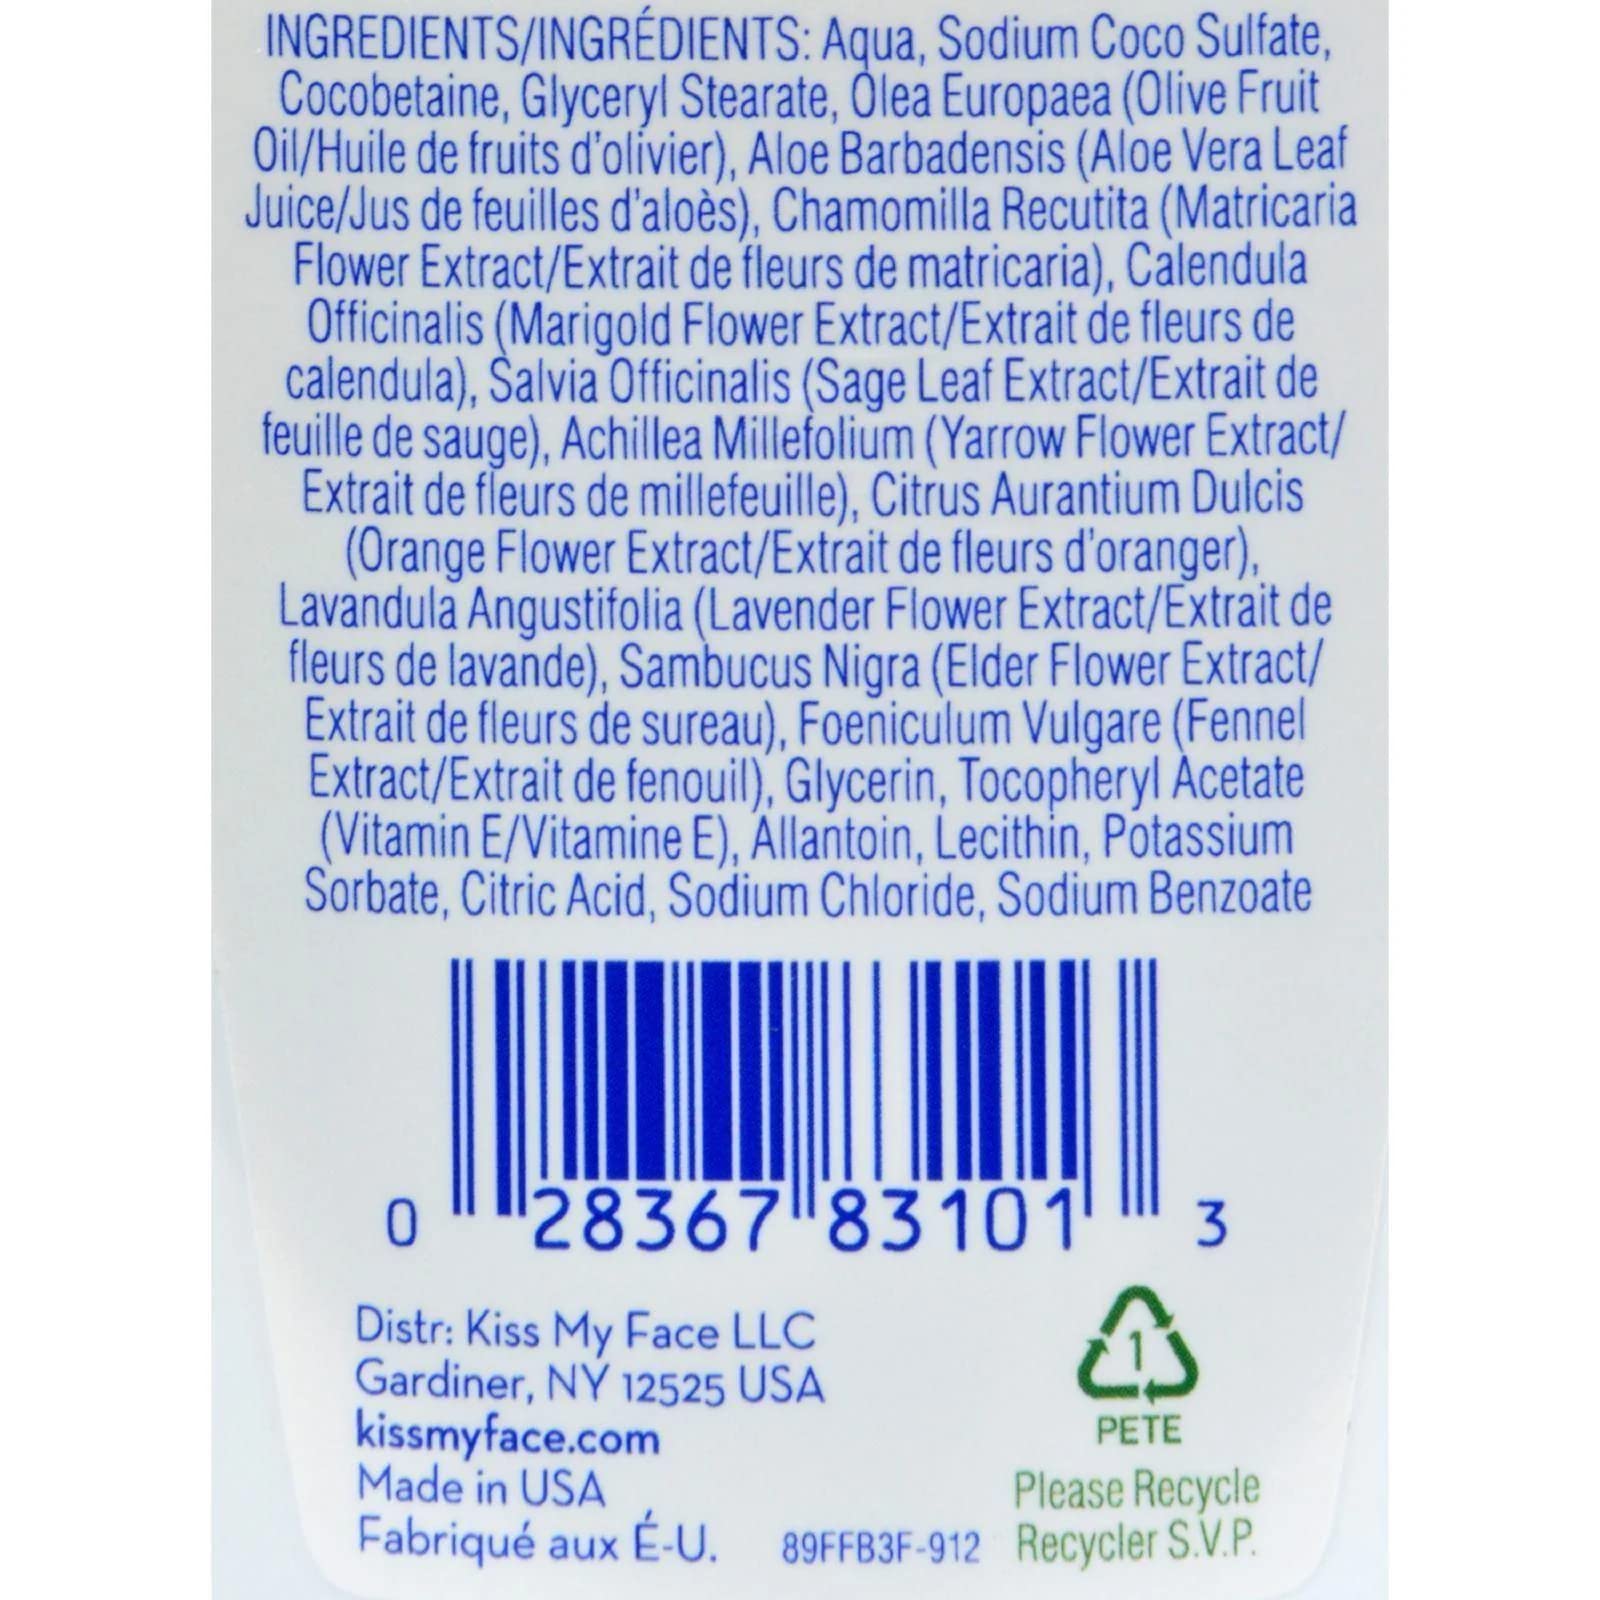 INGREDIENTS/INGRÉDIENTS: Aqua, Sodium Coco Sulfate,
Cocobetaine, Glyceryl Stearate, Olea Europaea (Olive Fruit
Oil/Huile de fruits d'olivier), Aloe Barbadensis (Aloe Vera Leaf
Juice/Jus de feuilles d'aloès), Chamomilla Recutita (Matricaria
Flower Extract/Extrait de fleurs de matricaria), Calendula
Officinalis (Marigold Flower Extract/Extrait de fleurs de
calendula), Salvia Officinalis (Sage Leaf Extract/Extrait de
feuille de sauge), Achillea Millefolium (Yarrow Flower Extract/
Extrait de fleurs de millefeuille), Citrus Aurantium Dulcis
(Orange Flower Extract/Extrait de fleurs d'oranger),
Lavandula Angustifolia (Lavender Flower Extract/Extrait de
fleurs de lavande), Sambucus Nigra (Elder Flower Extract/
Extrait de fleurs de sureau), Foeniculum Vulgare (Fennel
Extract/Extrait de fenouil), Glycerin, Tocopheryl Acetate
(Vitamin E/Vitamine E), Allantoin, Lecithin, Potassium
Sorbate, Citric Acid, Sodium Chloride, Sodium Benzoate
0 28367 83101 3
Distr: Kiss My Face LLC
Gardiner, NY 12525 USA
kissmyface.com
Made in USA
Fabriqué aux É-U.
89FFB3F-912
1
PETE
Please Recycle
Recycler S.V.P.